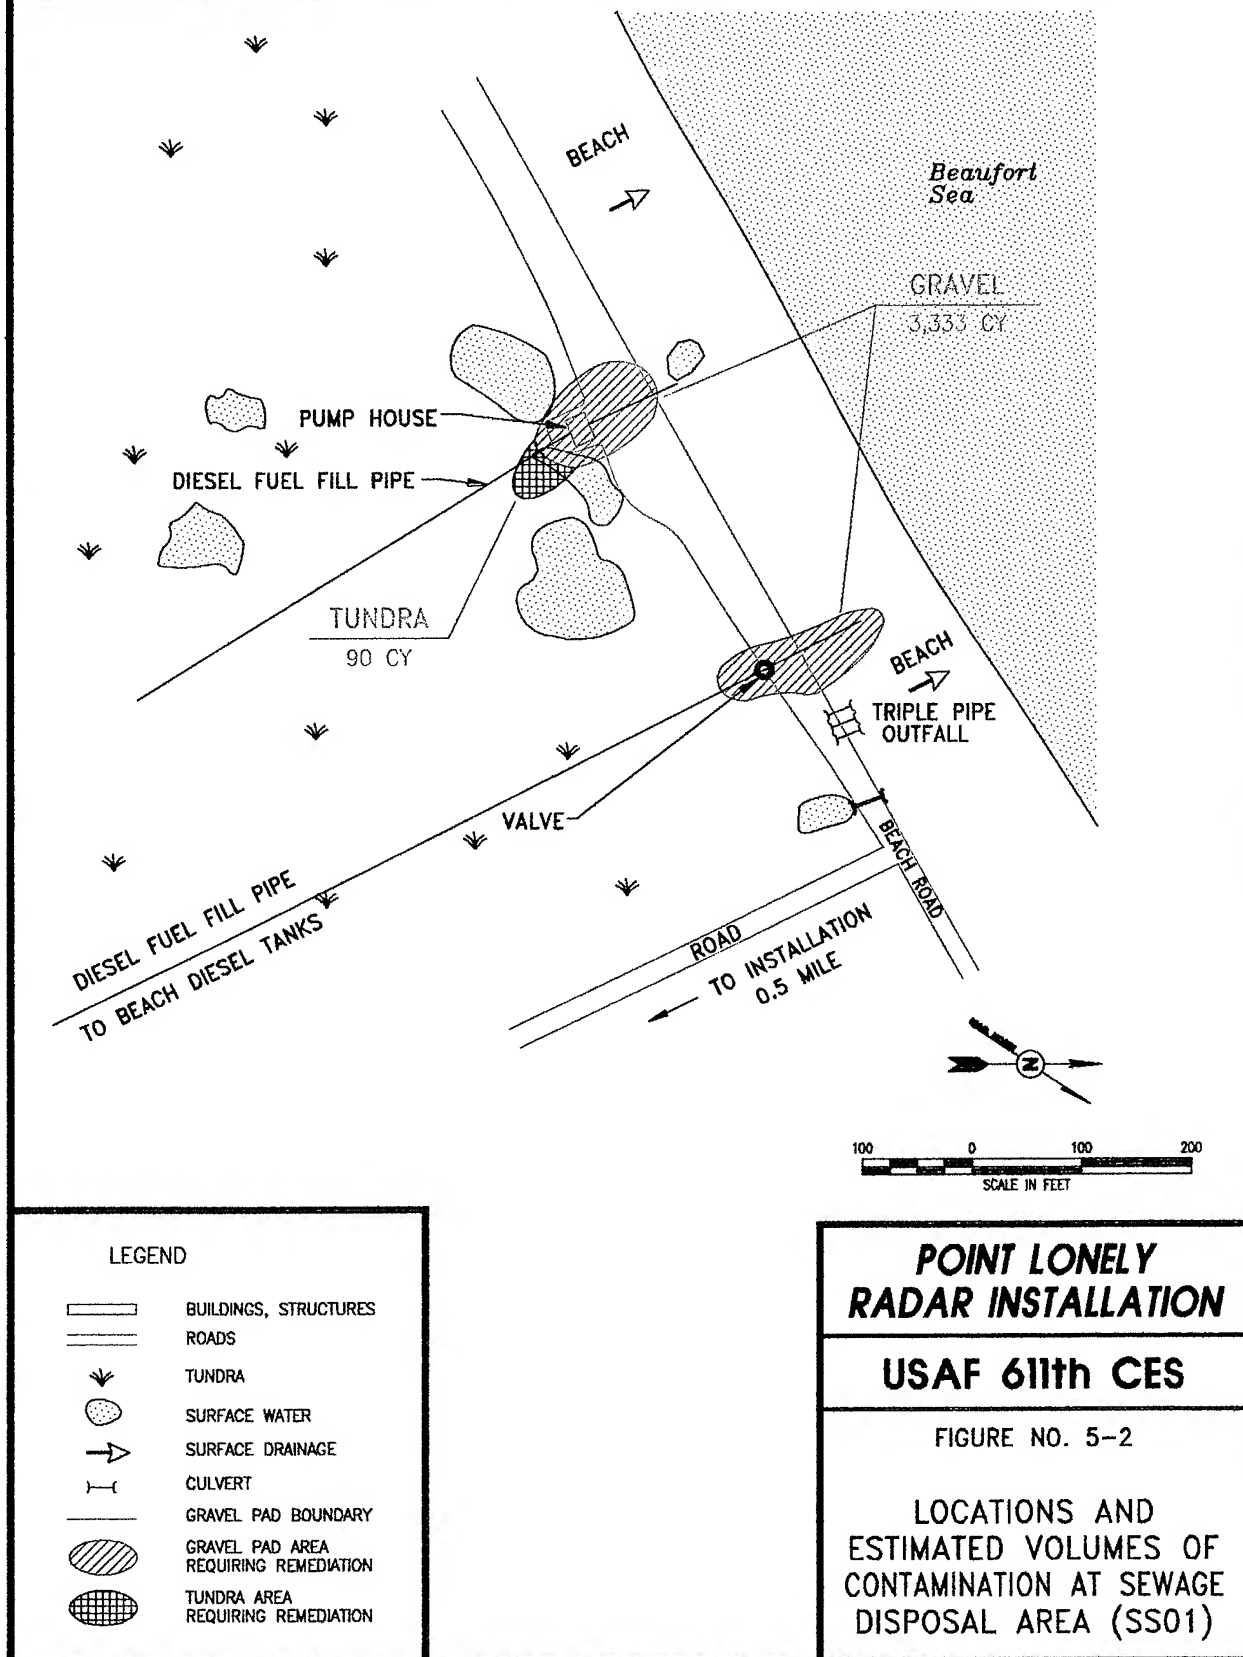 BEACH
Beaufort
Sea
GRAVEL
3,333 CY
PUMP HOUSE
DIESEL FUEL FILL PIPE
TUNDRA
90 CY
BEACH
TRIPLE PIPE
OUTFALL
VALVE
BEACH ROAD
DIESEL FUEL FILL PIPE
TO BEACH DIESEL TANKS
ROAD
TO INSTALLATION
0.5 MILE
N
100 0 100 200
SCALE IN FEET
LEGEND
BUILDINGS, STRUCTURES
ROADS
TUNDRA
SURFACE WATER
SURFACE DRAINAGE
CULVERT
GRAVEL PAD BOUNDARY
GRAVEL PAD AREA
REQUIRING REMEDIATION
TUNDRA AREA
REQUIRING REMEDIATION
POINT LONELY
RADAR INSTALLATION
USAF 611th CES
FIGURE NO. 5-2
LOCATIONS AND
ESTIMATED VOLUMES OF
CONTAMINATION AT SEWAGE
DISPOSAL AREA (SS01)